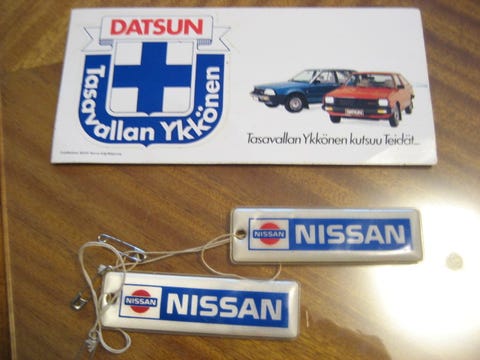 DATSUN
Tasavallan Ykkönen
Tasavallan Ykkönen kutsuu Teidät...
NISSAN
NISSAN
NISSAN
NISSAN